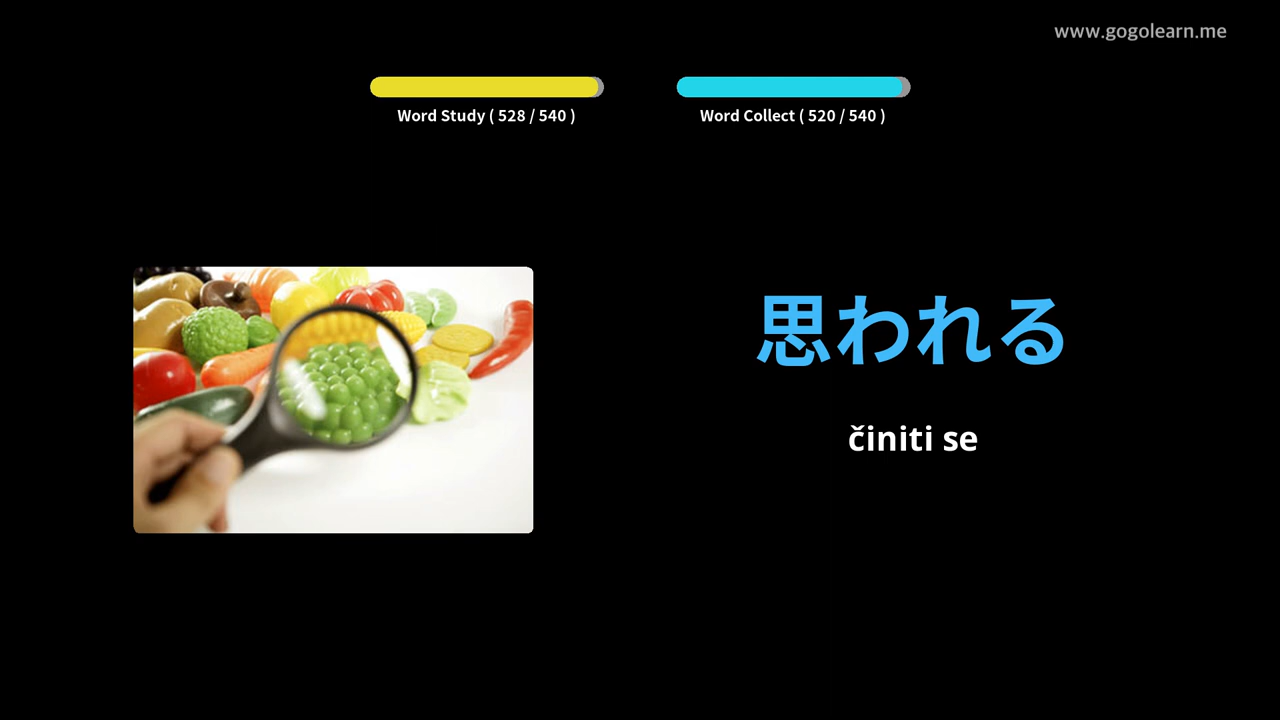 www.gogolearn.me
Word Study ( 528 / 540 )
Word Collect ( 520 / 540 )
思われる
činiti se